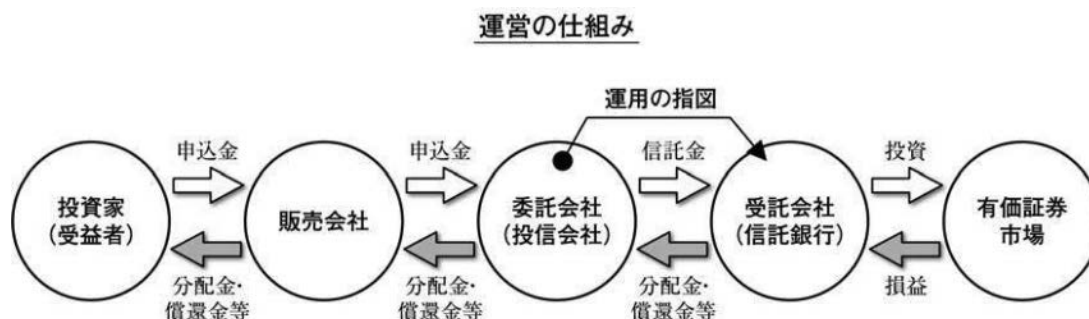 運営の仕組み
運用の指図
申込金
申込金
信託金
投資
投資家
（受益者）
販売会社
委託会社
（投信会社）
受託会社
（信託銀行）
有価証券
市場
分配金・
償還金等
分配金・
償還金等
分配金・
償還金等
損益